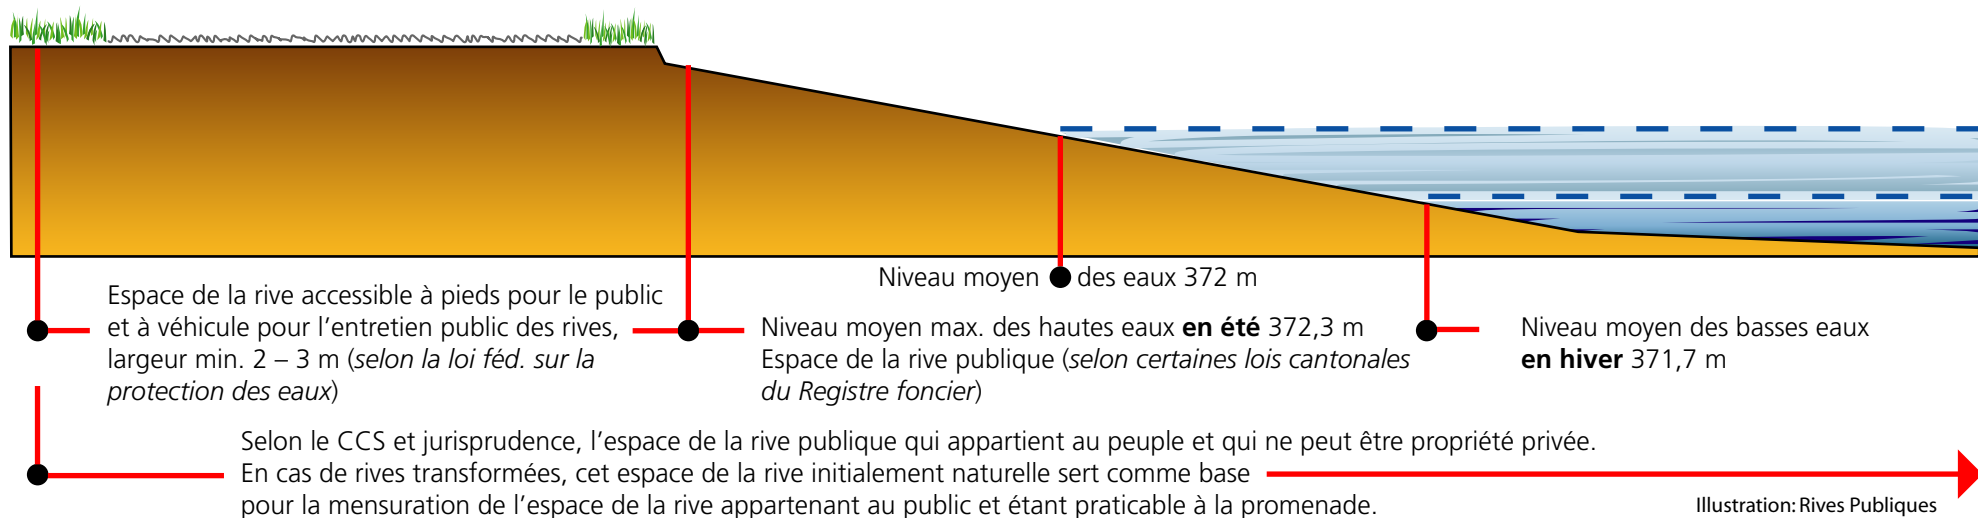 Niveau moyen des eaux 372 m
Espace de la rive accessible à pieds pour le public
et à véhicule pour l’entretien public des rives,
largeur min. 2 – 3 m (selon la loi féd. sur la
protection des eaux)
Niveau moyen max. des hautes eaux en été 372,3 m
Espace de la rive publique (selon certaines lois cantonales
du Registre foncier)
Niveau moyen des basses eaux
en hiver 371,7 m
Selon le CCS et jurisprudence, l’espace de la rive publique qui appartient au peuple et qui ne peut être propriété privée.
En cas de rives transformées, cet espace de la rive initialement naturelle sert comme base
pour la mensuration de l’espace de la rive appartenant au public et étant praticable à la promenade.
Illustration: Rives Publiques